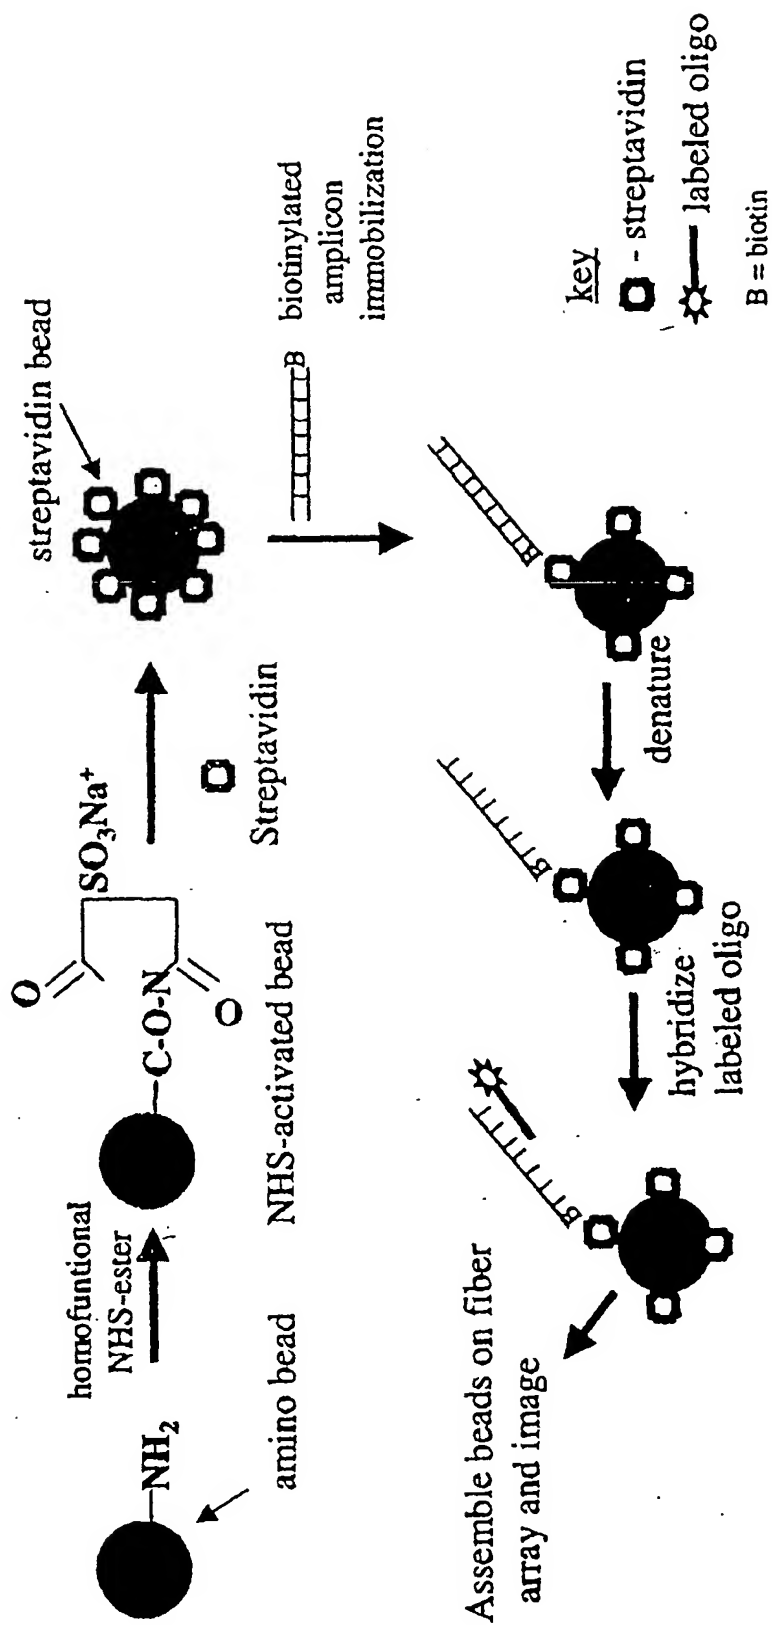 homofuntional
NHS-ester
NH₂
amino bead
C-O-N
O
O
SO₃Na⁺
NHS-activated bead
Streptavidin
streptavidin bead
B
biotinylated
amplicon
immobilization
B
denature
B
hybridize
labeled oligo
B
Assemble beads on fiber
array and image
key
- streptavidin
labeled oligo
B = biotin